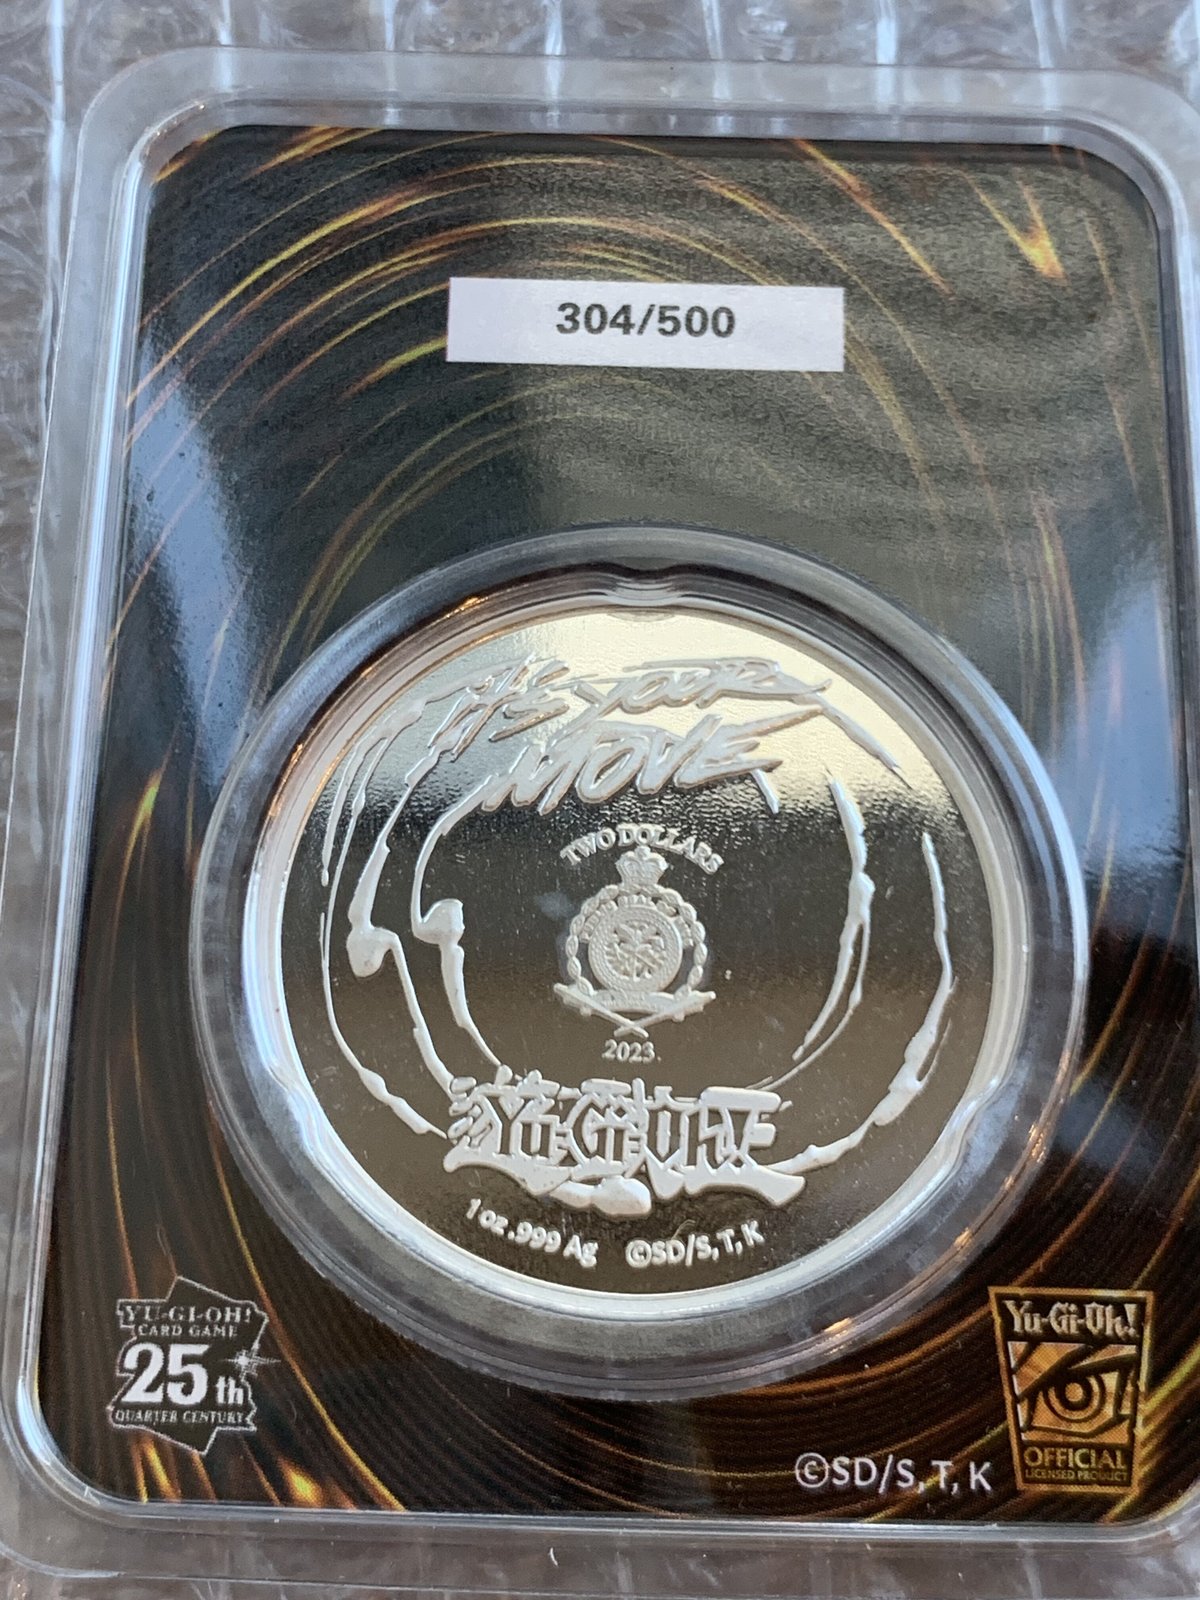 304/500
IT'S YOUR
MOVE
TWO DOLLARS
2023
Yu-Gi-Oh!
1 oz .999 Ag ©SD/S, T, K
YU-GI-OH!
CARD GAME
25th
QUARTER CENTURY
Yu-Gi-Oh!
OFFICIAL
LICENSED PRODUCT
©SD/S, T, K